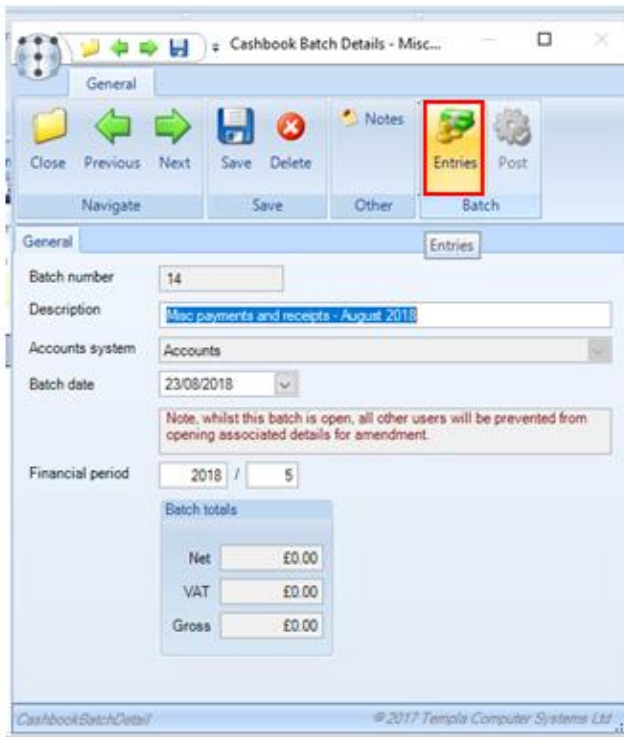 Cashbook Batch Details - Misc...
General
Notes
Close Previous Next Save Delete Entries Post
Navigate Save Other Batch
General
Entries
Batch number 14
Description Misc payments and receipts - August 2018
Accounts system Accounts
Batch date 23/08/2018
Note, whilst this batch is open, all other users will be prevented from
opening associated details for amendment.
Financial period 2018 / 5
Batch totals
Net £0.00
VAT £0.00
Gross £0.00
CashbookBatchDetail © 2017 Templa Computer Systems Ltd